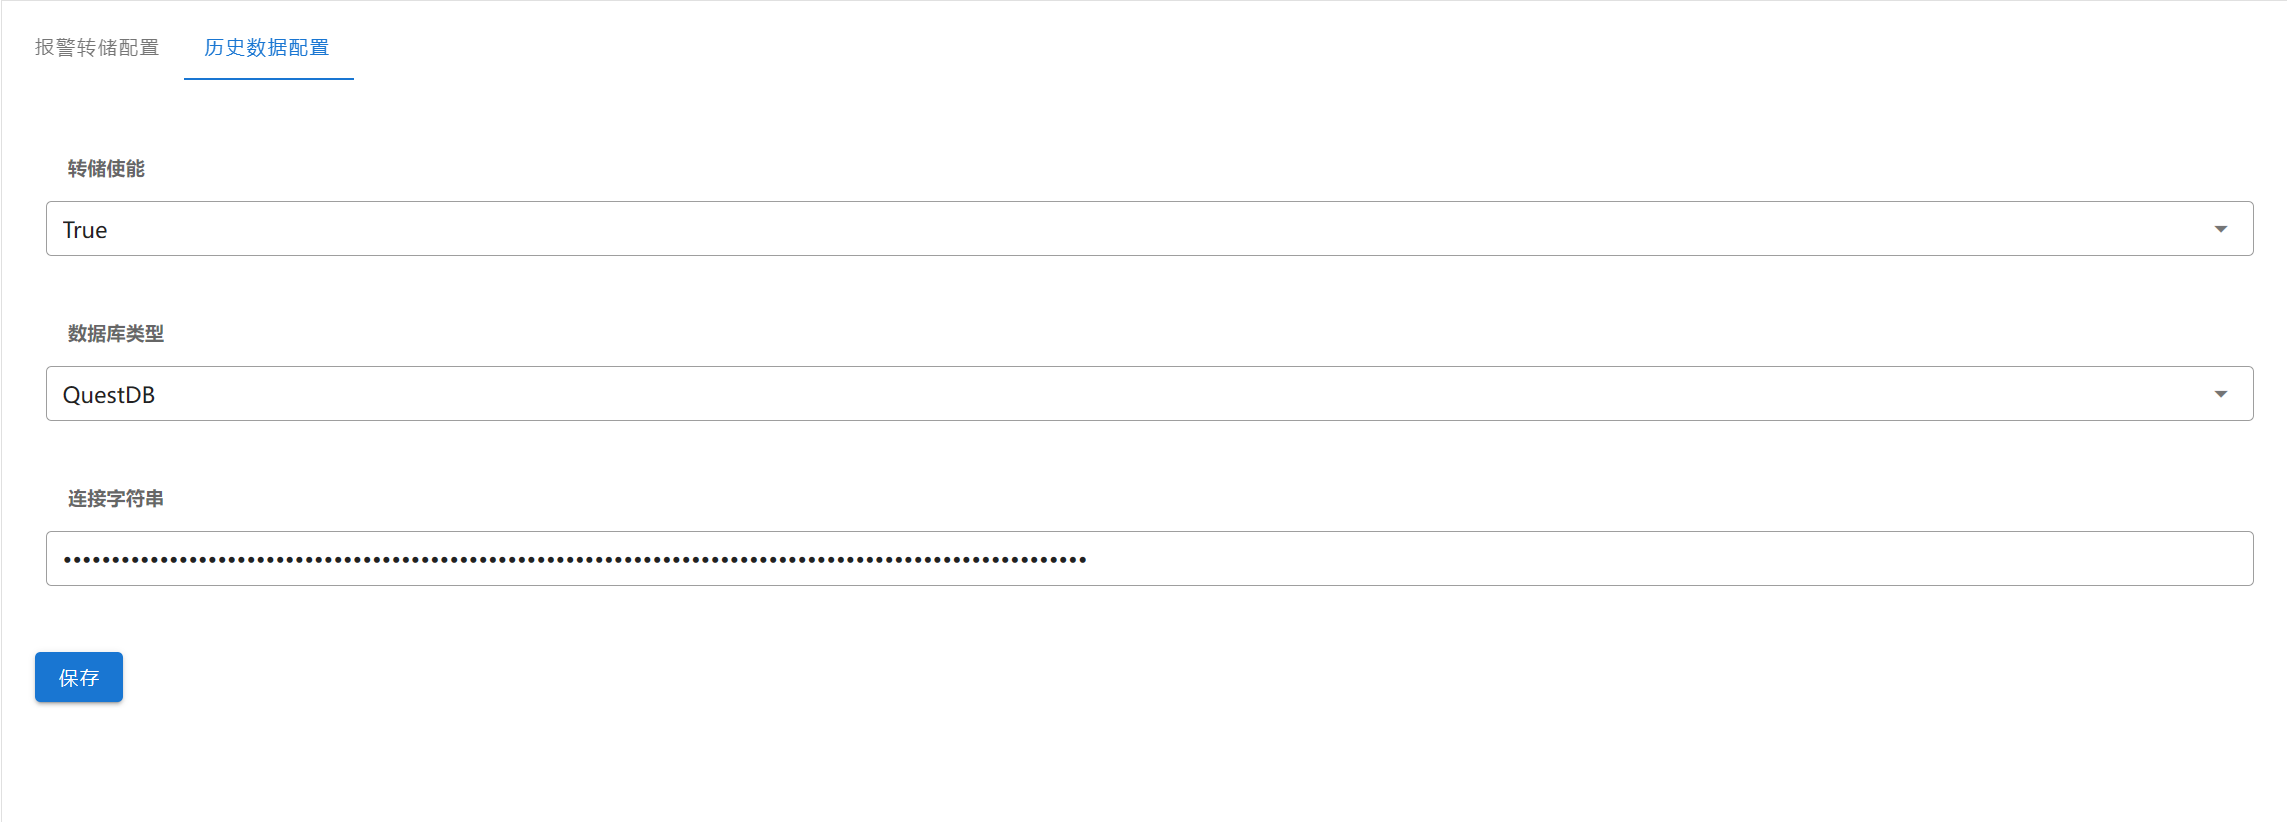 报警转储配置 历史数据配置
转储使能
True
数据库类型
QuestDB
连接字符串
保存